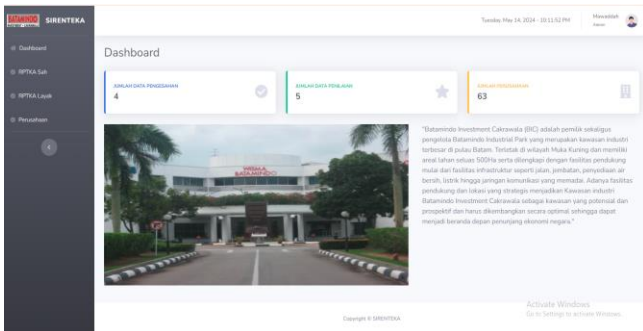 BATAMINDO
SIRENTEKA
Tuesday, May 14, 2024 - 10:11:52 PM
Dashboard
RPTKA Sah
RPTKA Layak
Perusahaan
Dashboard
JUMLAH DATA PENGESAHAN
4
JUMLAH DATA PENILAIAN
5
JUMLAH PERUSAHAAN
63
WISMA
BATAMINDO
"Batamindo Investment Cakrawala (BIC) adalah pemilik sekaligus
pengelola Batamindo Industrial Park yang merupakan kawasan industri
terbesar di pulau Batam. Terletak di wilayah Muka Kuning dan memiliki
areal lahan seluas 500Ha serta dilengkapi dengan fasilitas pendukung
mulai dari fasilitas infrastruktur seperti jalan, jembatan, penyediaan air
bersih, listrik hingga jaringan komunikasi yang memadai. Adanya fasilitas
pendukung dan lokasi yang strategis menjadikan Kawasan industri
Batamindo Investment Cakrawala sebagai kawasan yang potensial dan
prospektif dan harus dikembangkan secara optimal sehingga dapat
menjadi beranda depan penunjang ekonomi negara."
Activate Windows
Go to Settings to activate Windows.
Copyright © SIRENTEKA